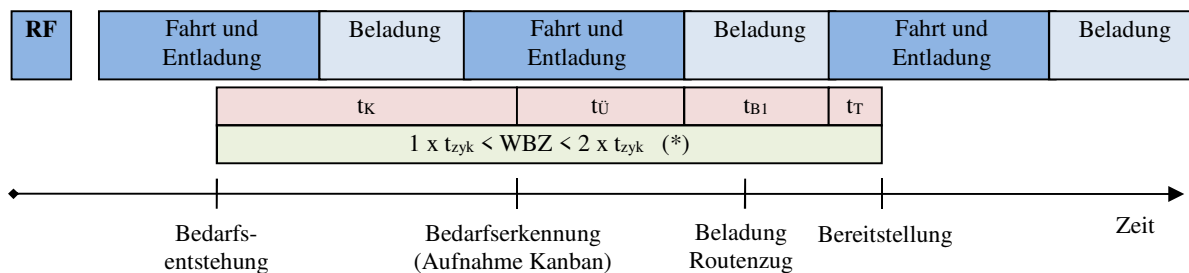 RF
Fahrt und
Entladung
Beladung
Fahrt und
Entladung
Beladung
Fahrt und
Entladung
Beladung
tK
tÜ
tB1
tT
1 x tzyk < WBZ < 2 x tzyk (*)
Bedarfs-
entstehung
Bedarfserkennung
(Aufnahme Kanban)
Beladung
Routenzug
Bereitstellung
Zeit